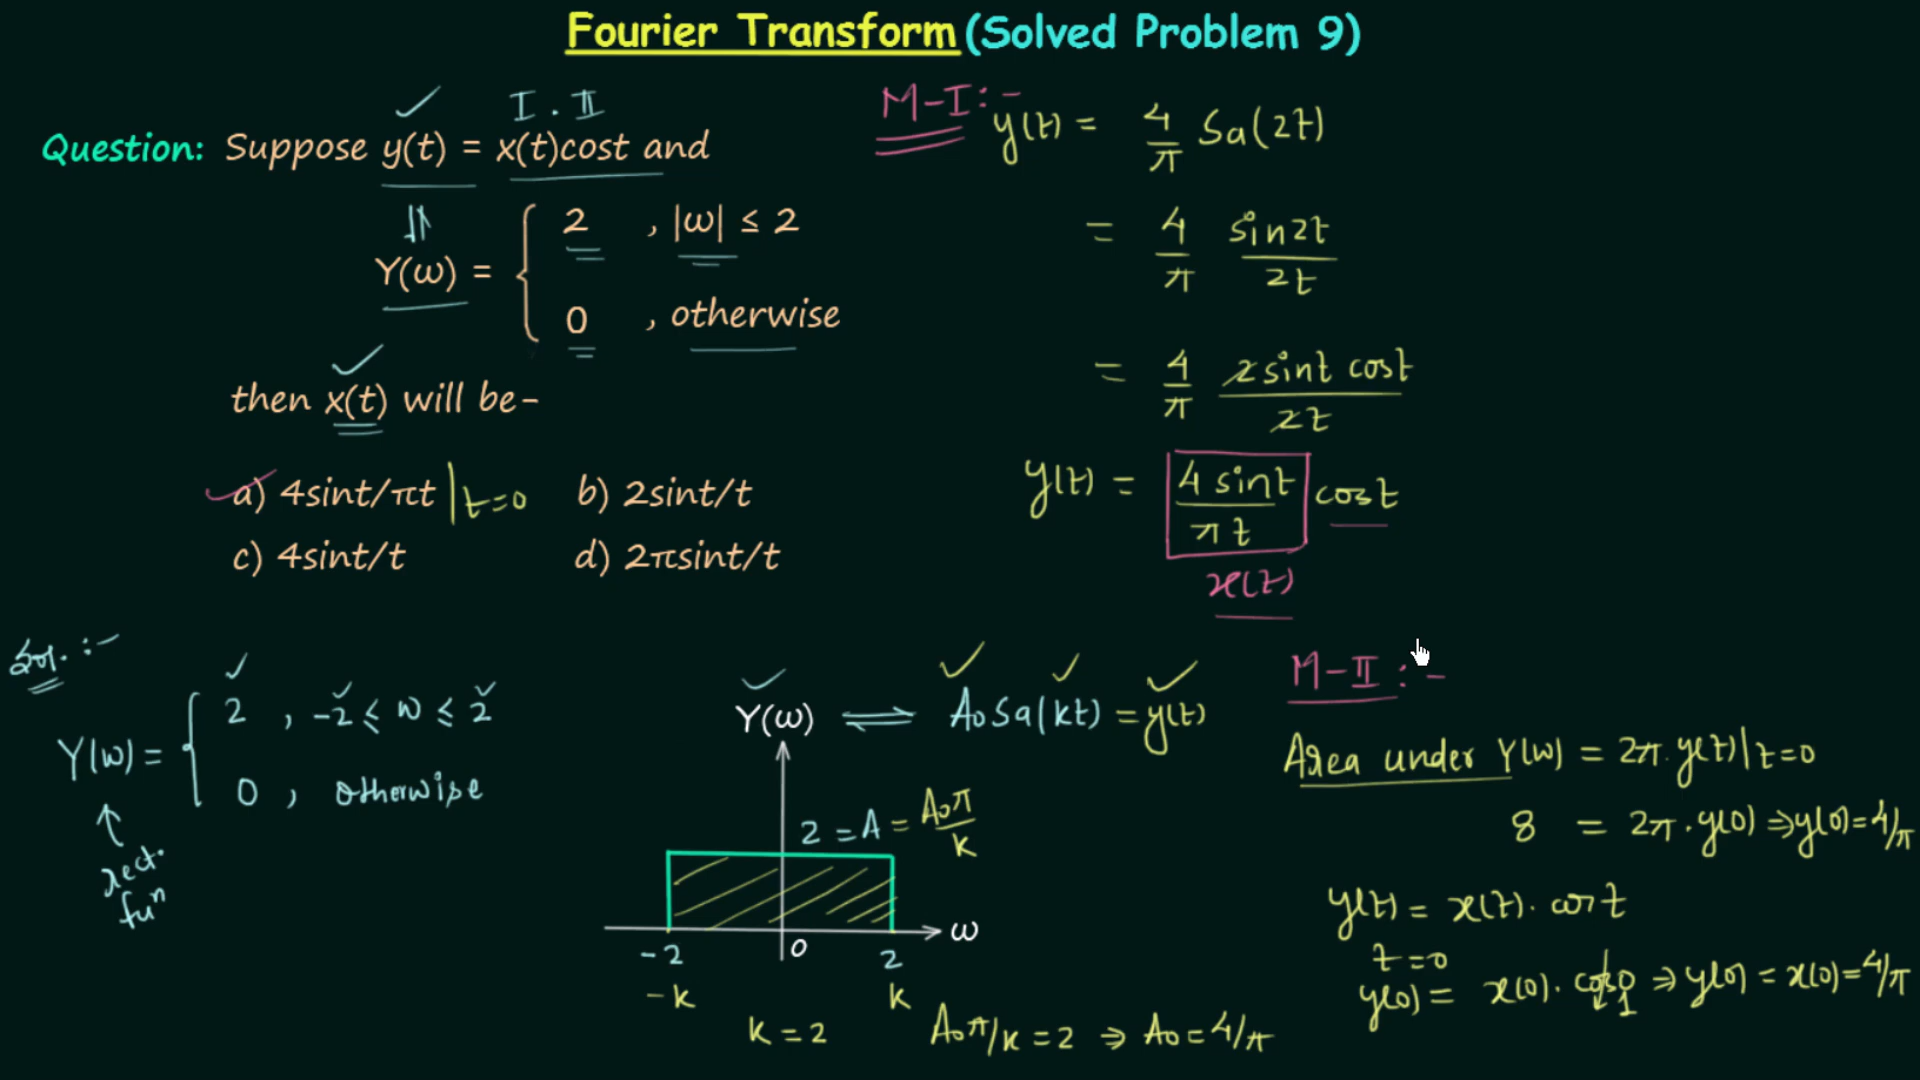 Fourier Transform (Solved Problem 9)
I . II
Question: Suppose y(t) = x(t)cost and
Y(ω) = { 2 , |ω| ≤ 2
0 , otherwise
then x(t) will be-
a) 4sint/πt |t=0 b) 2sint/t
c) 4sint/t d) 2πsint/t
M-I:-
y(t) = 4/π Sa(2t)
= 4/π sin2t/2t
= 4/π 2sint cost/2t
y(t) = 4 sint/πt cost
x(t)
Sol. :-
Y(w) = { 2 , -2 ≤ w ≤ 2
0 , otherwise
rect.
fuⁿ
Y(ω) ⇌ A₀Sa(kt) = y(t)
2 = A = A₀π/k
-2 0 2 ω
-k k
k = 2 A₀π/k = 2 ⇒ A₀ = 4/π
M-II :-
Area under Y(w) = 2π.y(t)|t=0
8 = 2π.y(0) ⇒ y(0) = 4/π
y(t) = x(t). cost
t = 0
y(0) = x(0). cos0 ⇒ y(0) = x(0) = 4/π
1